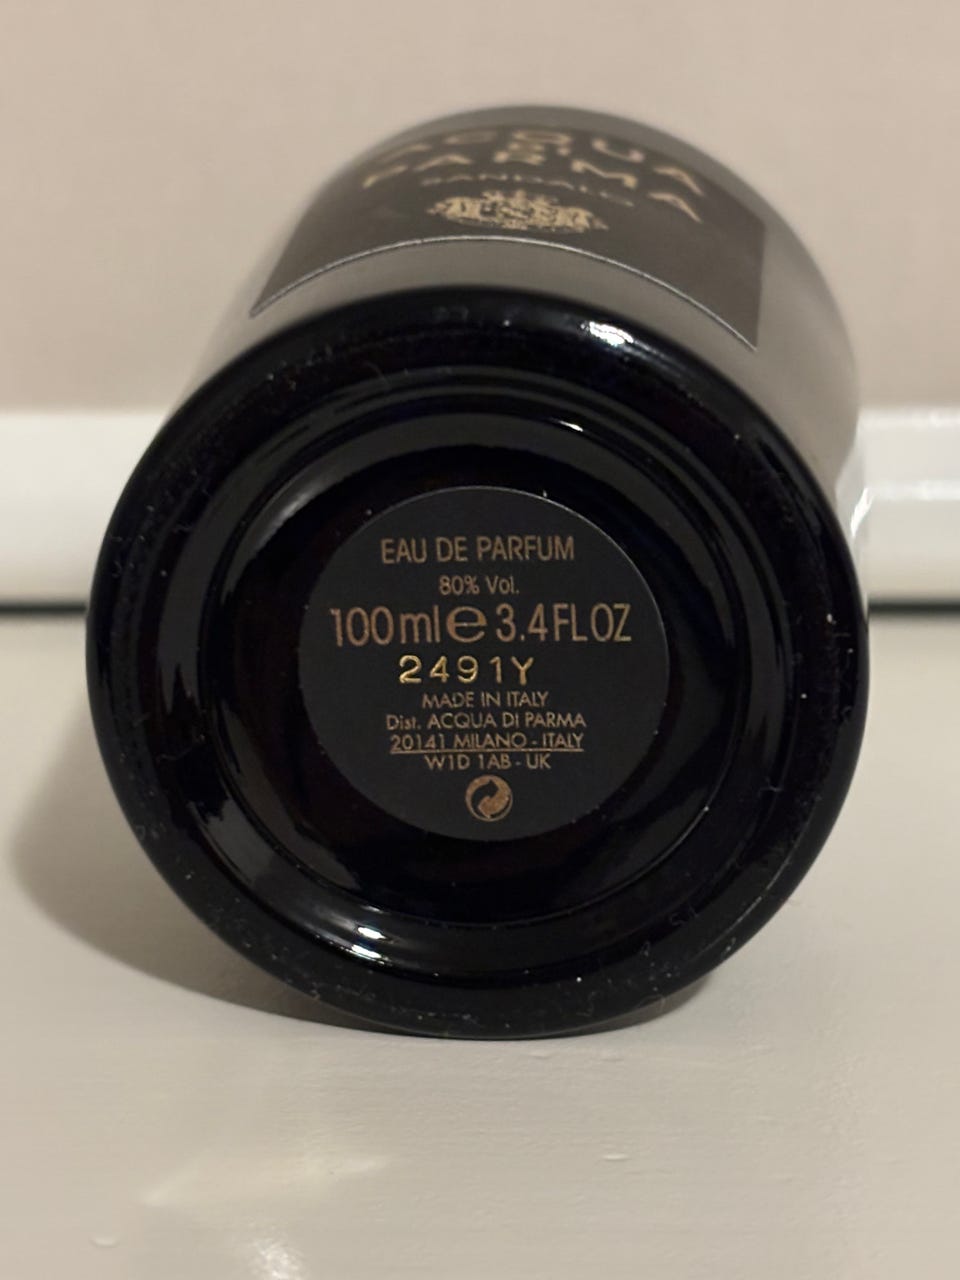 ACQUA
DI
PARMA
SANDALO
EAU DE PARFUM
80% Vol.
100ml e 3.4FLOZ
2491Y
MADE IN ITALY
Dist. ACQUA DI PARMA
20141 MILANO - ITALY
W1D 1AB - UK